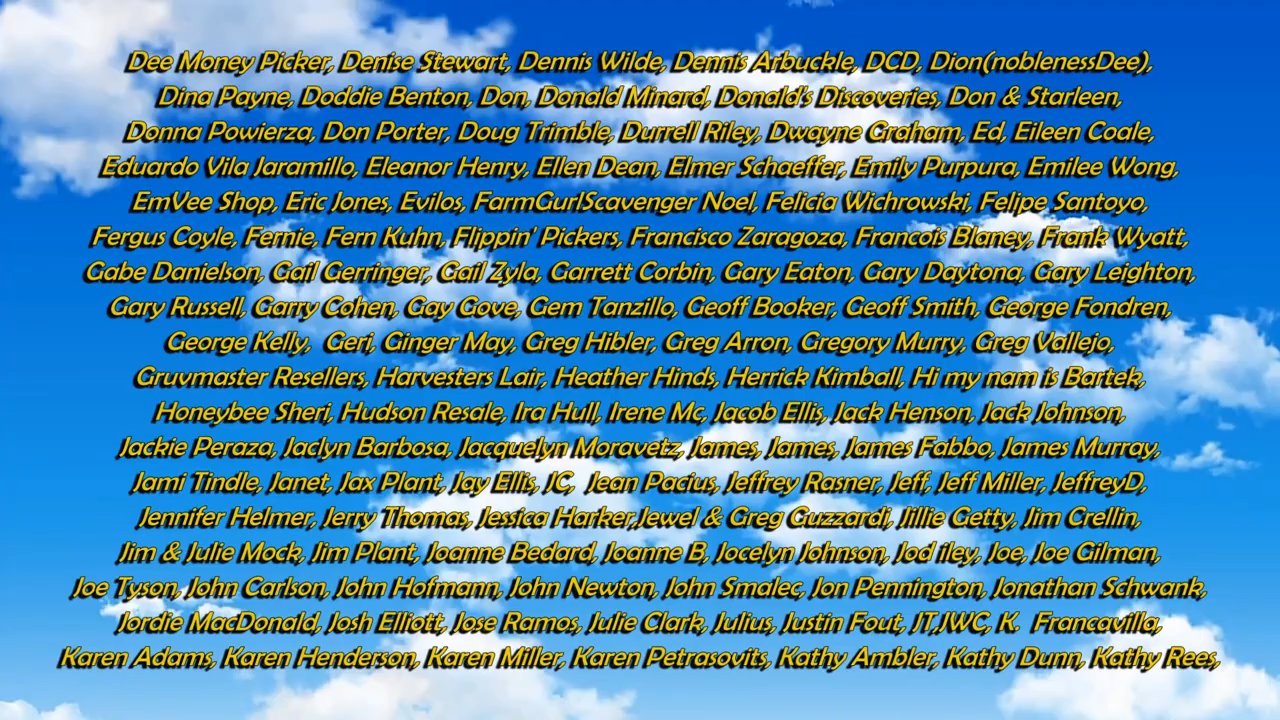 Dee Money Picker, Denise Stewart, Dennis Wilde, Dennis Arbuckle, DCD, Dion(noblenessDee),
Dina Payne, Doddie Benton, Don, Donald Minard, Donald's Discoveries, Don & Starleen,
Donna Powierza, Don Porter, Doug Trimble, Durrell Riley, Dwayne Graham, Ed, Eileen Coale,
Eduardo Vila Jaramillo, Eleanor Henry, Ellen Dean, Elmer Schaeffer, Emily Purpura, Emilee Wong,
EmVee Shop, Eric Jones, Evilos, FarmGurlScavenger Noel, Felicia Wichrowski, Felipe Santoyo,
Fergus Coyle, Fernie, Fern Kuhn, Flippin' Pickers, Francisco Zaragoza, Francois Blaney, Frank Wyatt,
Gabe Danielson, Gail Gerringer, Gail Zyla, Garrett Corbin, Gary Eaton, Gary Daytona, Gary Leighton,
Gary Russell, Garry Cohen, Gay Gove, Gem Tanzillo, Geoff Booker, Geoff Smith, George Fondren,
George Kelly,  Geri, Ginger May, Greg Hibler, Greg Arron, Gregory Murry, Greg Vallejo,
Gruvmaster Resellers, Harvesters Lair, Heather Hinds, Herrick Kimball, Hi my nam is Bartek,
Honeybee Sheri, Hudson Resale, Ira Hull, Irene Mc, Jacob Ellis, Jack Henson, Jack Johnson,
Jackie Peraza, Jaclyn Barbosa, Jacquelyn Moravetz, James, James, James Fabbo, James Murray,
Jami Tindle, Janet, Jax Plant, Jay Ellis, JC,  Jean Pacius, Jeffrey Rasner, Jeff, Jeff Miller, JeffreyD,
Jennifer Helmer, Jerry Thomas, Jessica Harker,Jewel & Greg Guzzardi, Jillie Getty, Jim Crellin,
Jim & Julie Mock, Jim Plant, Joanne Bedard, Joanne B, Jocelyn Johnson, Jod iley, Joe, Joe Gilman,
Joe Tyson, John Carlson, John Hofmann, John Newton, John Smalec, Jon Pennington, Jonathan Schwank,
Jordie MacDonald, Josh Elliott, Jose Ramos, Julie Clark, Julius, Justin Fout, JT,JWC, K.  Francavilla,
Karen Adams, Karen Henderson, Karen Miller, Karen Petrasovits, Kathy Ambler, Kathy Dunn, Kathy Rees,